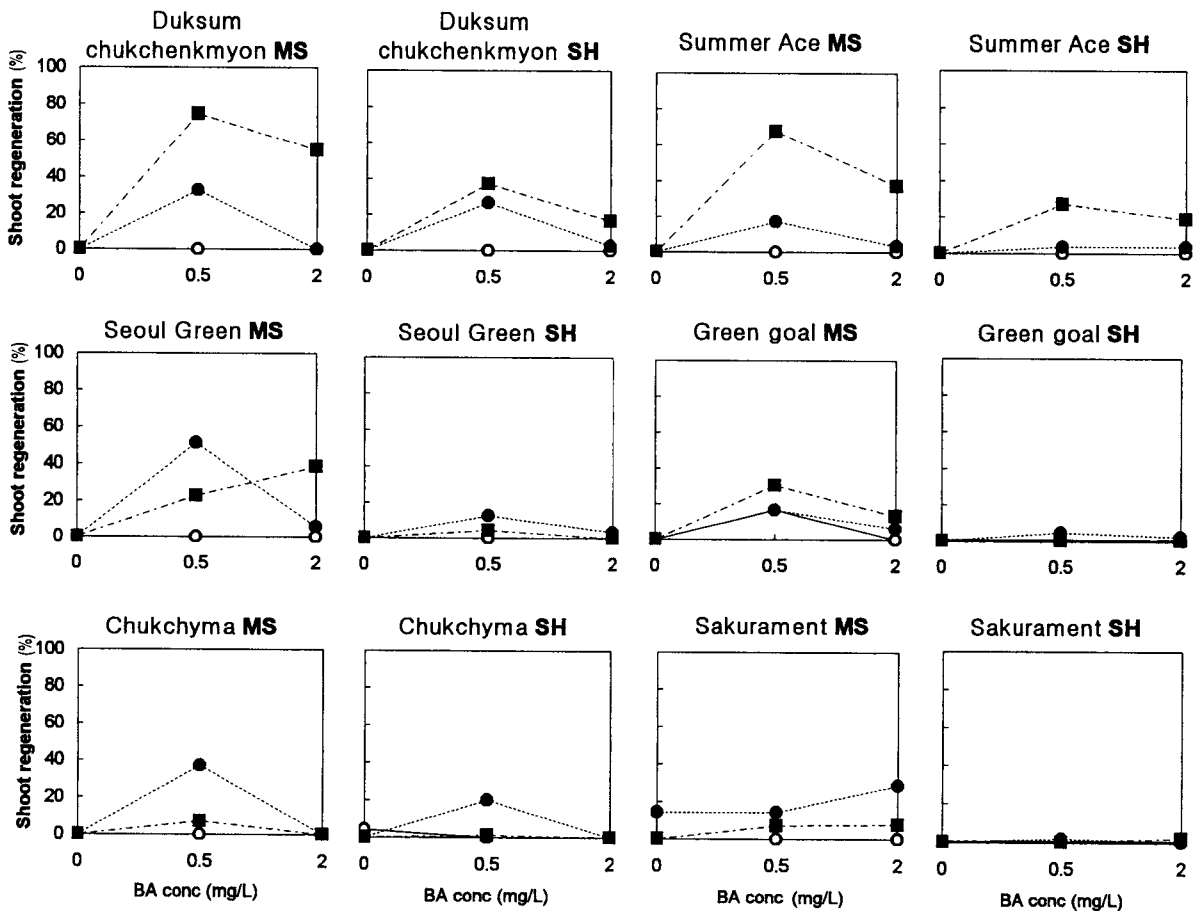 Duksum
chukchenkmyon MS
Duksum
chukchenkmyon SH
Summer Ace MS
Summer Ace SH
Shoot regeneration (%)
100
80
60
40
20
0
0 0.5 2
0 0.5 2
0 0.5 2
0 0.5 2
Seoul Green MS
Seoul Green SH
Green goal MS
Green goal SH
Shoot regeneration (%)
100
80
60
40
20
0
0 0.5 2
0 0.5 2
0 0.5 2
0 0.5 2
Chukchyma MS
Chukchyma SH
Sakurament MS
Sakurament SH
Shoot regeneration (%)
100
80
60
40
20
0
0 0.5 2
0 0.5 2
0 0.5 2
0 0.5 2
BA conc (mg/L)
BA conc (mg/L)
BA conc (mg/L)
BA conc (mg/L)